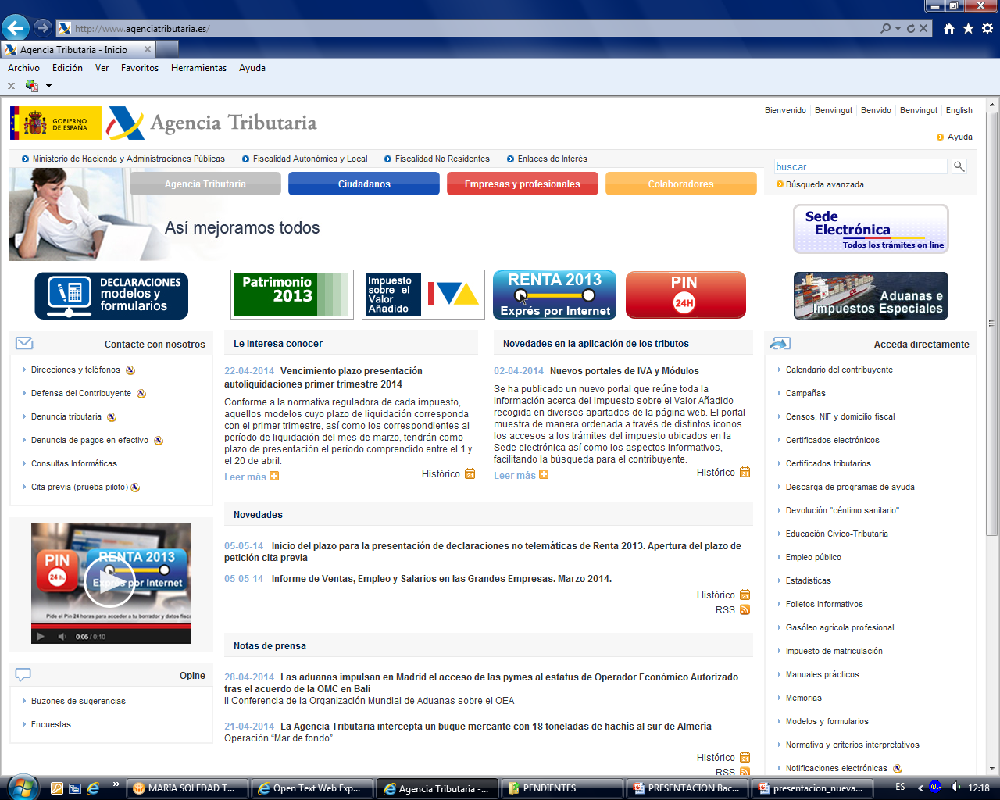 http://www.agenciatributaria.es/
Agencia Tributaria - Inicio
Archivo Edición Ver Favoritos Herramientas Ayuda
GOBIERNO DE ESPAÑA
Agencia Tributaria
Bienvenido Benvingut Benvido Benvingut English
Ayuda
Ministerio de Hacienda y Administraciones Públicas Fiscalidad Autonómica y Local Fiscalidad No Residentes Enlaces de Interés
buscar...
Búsqueda avanzada
Agencia Tributaria Ciudadanos Empresas y profesionales Colaboradores
Así mejoramos todos
Sede
Electrónica
Todos los trámites on line
DECLARACIONES
modelos y
formularios
Patrimonio
2013
Impuesto
sobre el
Valor
Añadido
IVA
RENTA 2013
Exprés por Internet
PIN
24H
Aduanas e
Impuestos Especiales
Contacte con nosotros
Direcciones y teléfonos
Defensa del Contribuyente
Denuncia tributaria
Denuncia de pagos en efectivo
Consultas Informáticas
Cita previa (prueba piloto)
PIN
24 h.
RENTA 2013
Exprés por Internet
Pide el Pin 24 horas para acceder a tu borrador y datos fisca
0:05 / 0:10
Opine
Buzones de sugerencias
Encuestas
Le interesa conocer
22-04-2014 Vencimiento plazo presentación
autoliquidaciones primer trimestre 2014
Conforme a la normativa reguladora de cada impuesto,
aquellos modelos cuyo plazo de liquidación corresponda
con el primer trimestre, así como los correspondientes al
período de liquidación del mes de marzo, tendrán como
plazo de presentación el período comprendido entre el 1 y
el 20 de abril.
Leer más
Histórico
Novedades en la aplicación de los tributos
02-04-2014 Nuevos portales de IVA y Módulos
Se ha publicado un nuevo portal que reúne toda la
información acerca del Impuesto sobre el Valor Añadido
recogida en diversos apartados de la página web. El portal
muestra de manera ordenada a través de distintos iconos
los accesos a los trámites del impuesto ubicados en la
Sede electrónica así como los aspectos informativos,
facilitando la búsqueda para el contribuyente.
Leer más
Histórico
Novedades
05-05-14 Inicio del plazo para la presentación de declaraciones no telemáticas de Renta 2013. Apertura del plazo de
petición cita previa
05-05-14 Informe de Ventas, Empleo y Salarios en las Grandes Empresas. Marzo 2014.
Histórico
RSS
Notas de prensa
28-04-2014 Las aduanas impulsan en Madrid el acceso de las pymes al estatus de Operador Económico Autorizado
tras el acuerdo de la OMC en Bali
II Conferencia de la Organización Mundial de Aduanas sobre el OEA
21-04-2014 La Agencia Tributaria intercepta un buque mercante con 18 toneladas de hachís al sur de Almería
Operación "Mar de fondo"
Histórico
RSS
Acceda directamente
Calendario del contribuyente
Campañas
Censos, NIF y domicilio fiscal
Certificados electrónicos
Certificados tributarios
Descarga de programas de ayuda
Devolución "céntimo sanitario"
Educación Cívico-Tributaria
Empleo público
Estadísticas
Folletos informativos
Gasóleo agrícola profesional
Impuesto de matriculación
Manuales prácticos
Memorias
Modelos y formularios
Normativa y criterios interpretativos
Notificaciones electrónicas
MARIA SOLEDAD T... Open Text Web Exp... Agencia Tributaria -... PENDIENTES PRESENTACION Bac... presentacion_nueva... ES 12:18